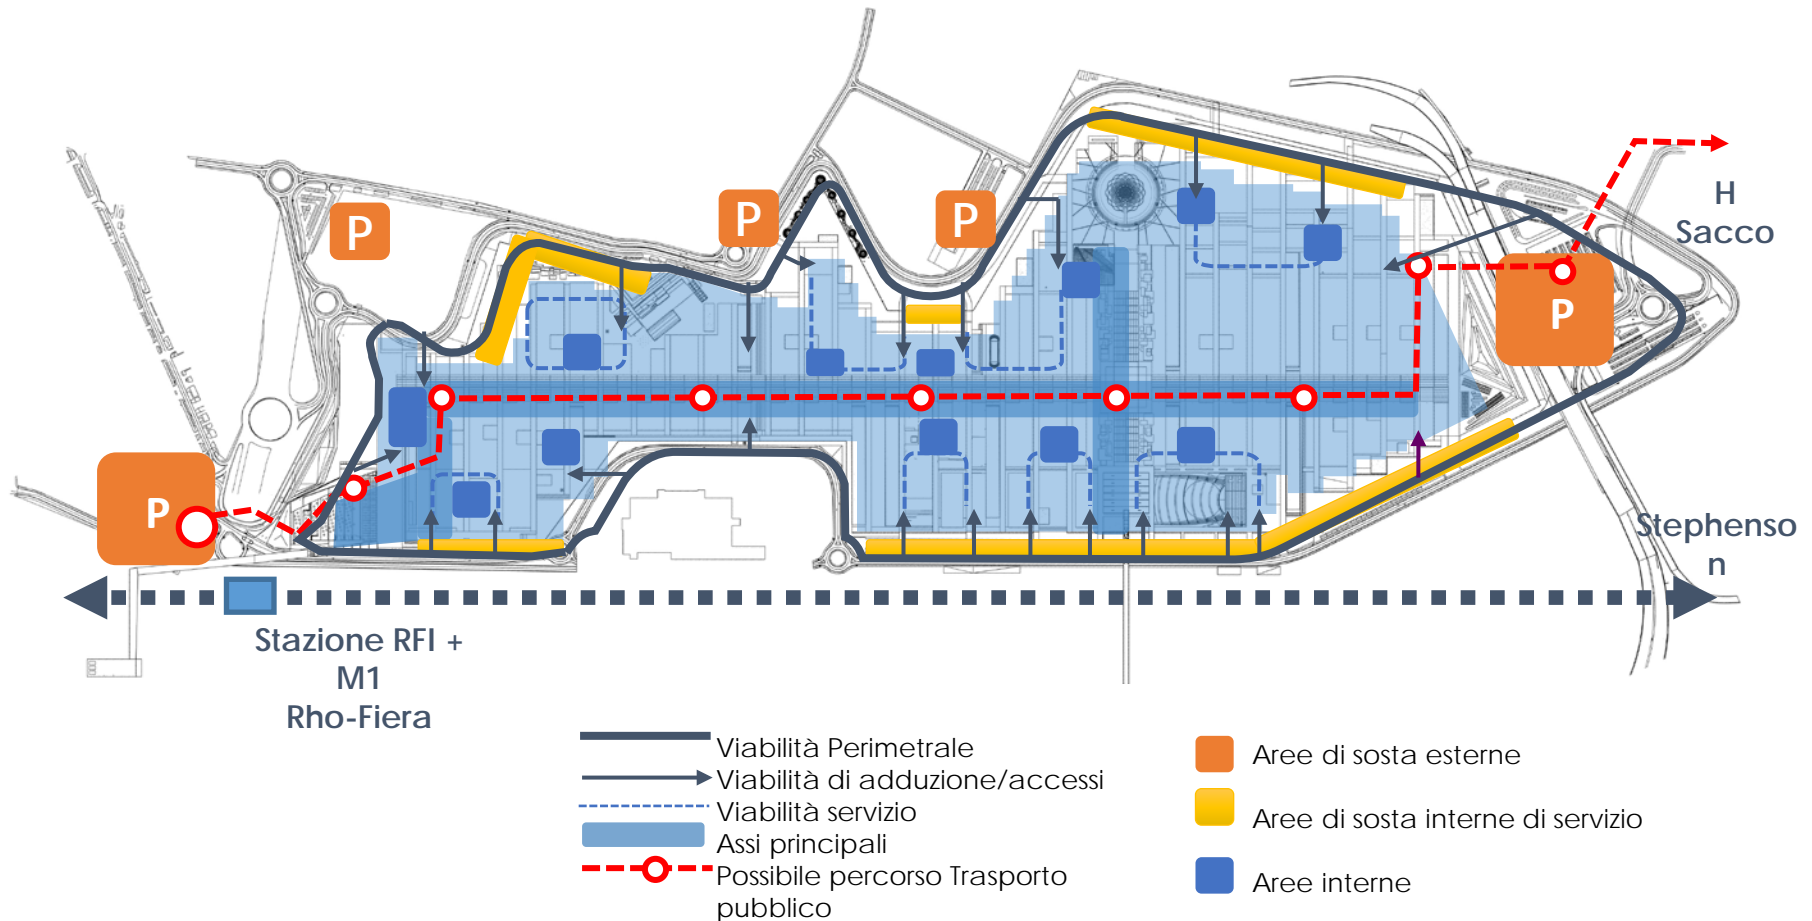 P
P
P
H
Sacco
P
P
Stephenso
n
Stazione RFI +
M1
Rho-Fiera
Viabilità Perimetrale
Viabilità di adduzione/accessi
Viabilità servizio
Assi principali
Possibile percorso Trasporto
pubblico
Aree di sosta esterne
Aree di sosta interne di servizio
Aree interne